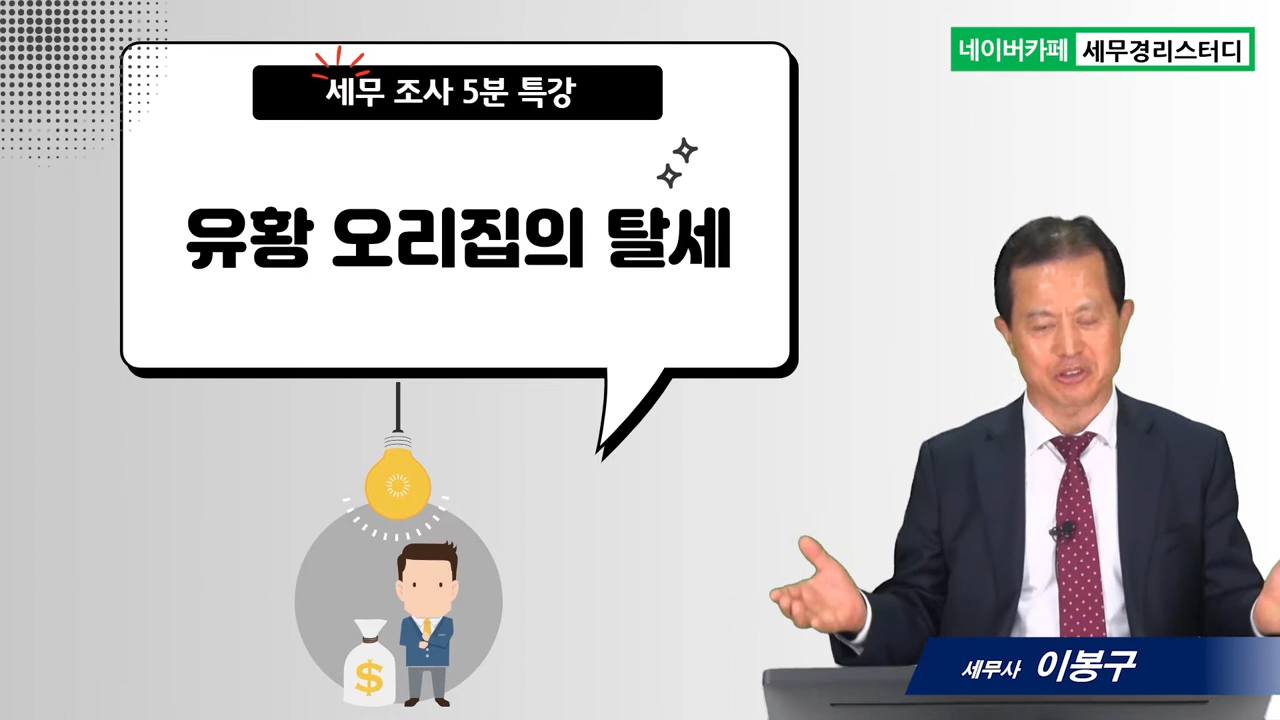 네이버카페 세무경리스터디
세무 조사 5분 특강
유황 오리집의 탈세
$
세무사 이봉구